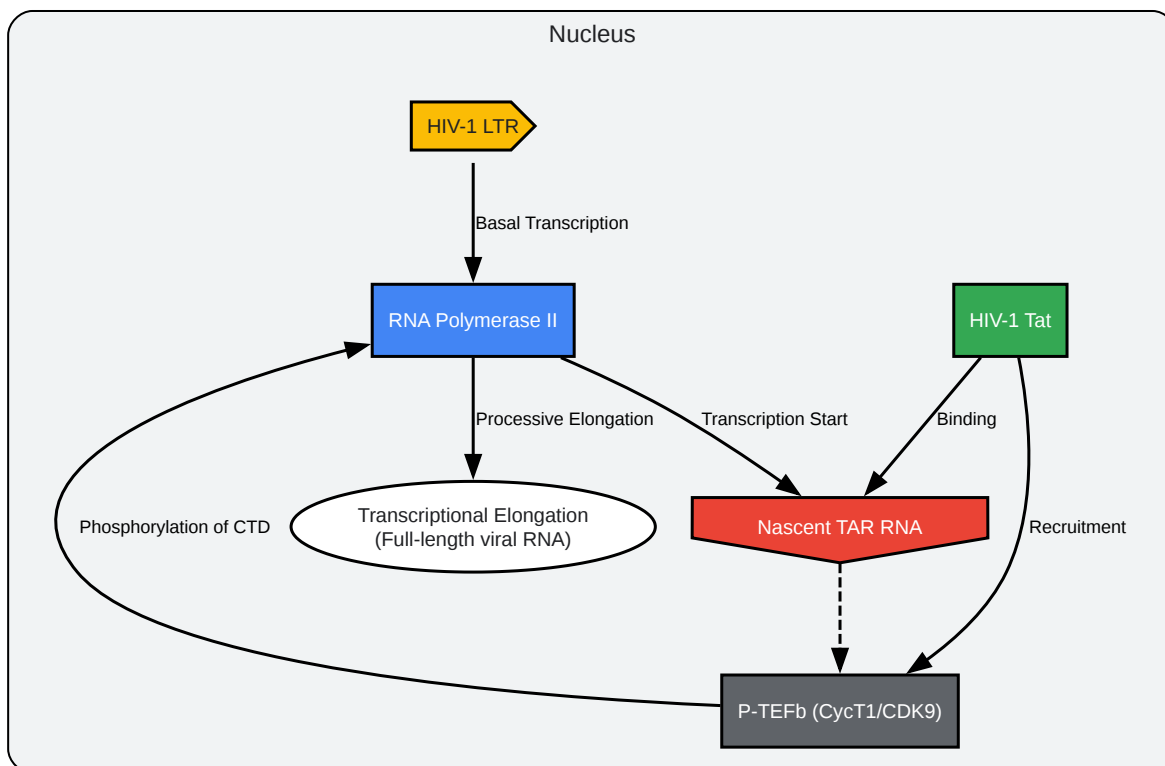 Nucleus
HIV-1 LTR
Basal Transcription
RNA Polymerase II
HIV-1 Tat
Processive Elongation
Transcription Start
Binding
Phosphorylation of CTD
Transcriptional Elongation
(Full-length viral RNA)
Nascent TAR RNA
Recruitment
P-TEFb (CycT1/CDK9)